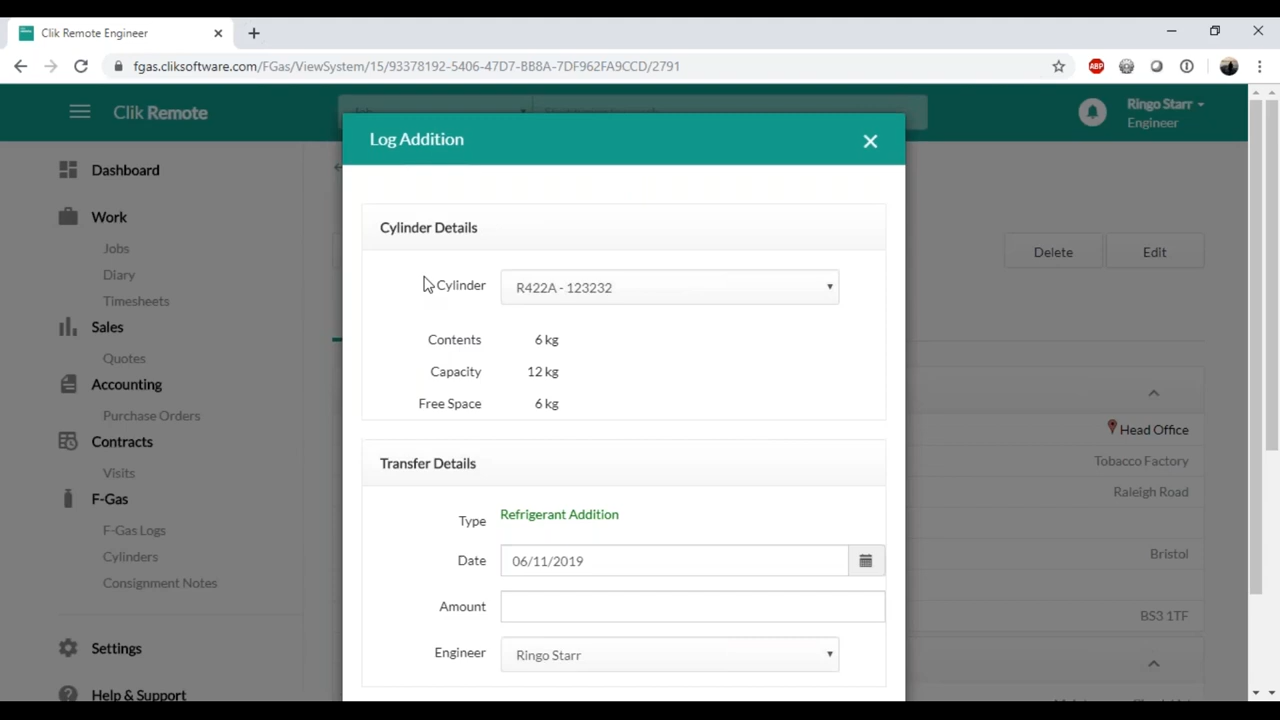 Clik Remote Engineer
fgas.cliksoftware.com/FGas/ViewSystem/15/93378192-5406-47D7-BB8A-7DF962FA9CCD/2791
ABP
Clik Remote
Job
Ringo Starr
Engineer
Dashboard
Work
Jobs
Diary
Timesheets
Sales
Quotes
Accounting
Purchase Orders
Contracts
Visits
F-Gas
F-Gas Logs
Cylinders
Consignment Notes
Settings
Help & Support
Log Addition
Cylinder Details
Cylinder R422A - 123232
Contents 6 kg
Capacity 12 kg
Free Space 6 kg
Transfer Details
Type Refrigerant Addition
Date 06/11/2019
Amount
Engineer Ringo Starr
Delete Edit
Head Office
Tobacco Factory
Raleigh Road
Bristol
BS3 1TF